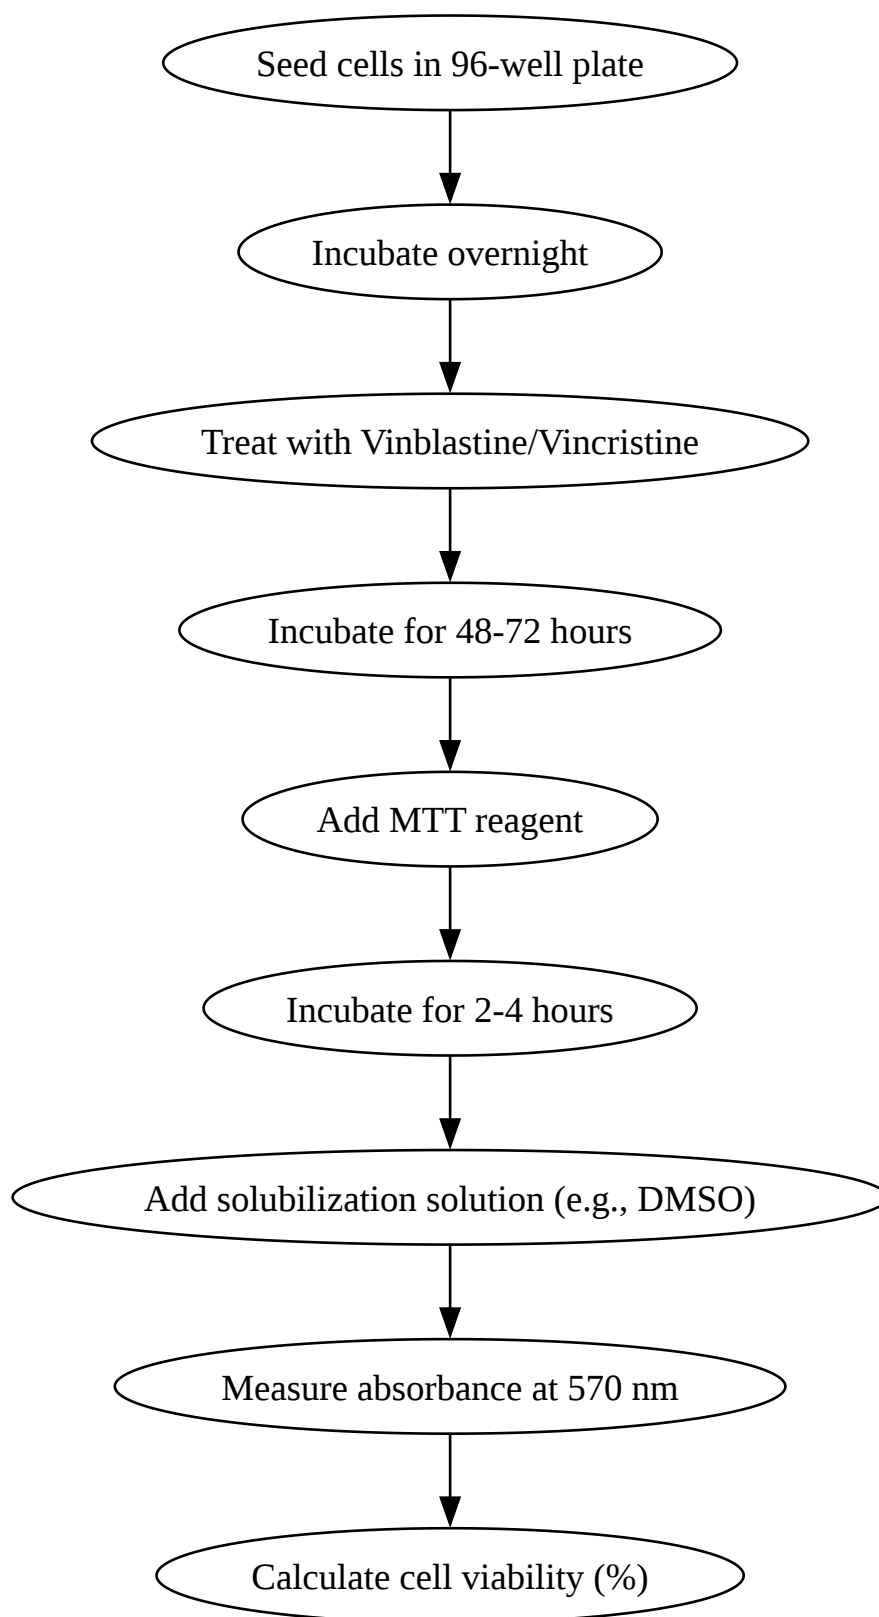 Seed cells in 96-well plate
Incubate overnight
Treat with Vinblastine/Vincristine
Incubate for 48-72 hours
Add MTT reagent
Incubate for 2-4 hours
Add solubilization solution (e.g., DMSO)
Measure absorbance at 570 nm
Calculate cell viability (%)